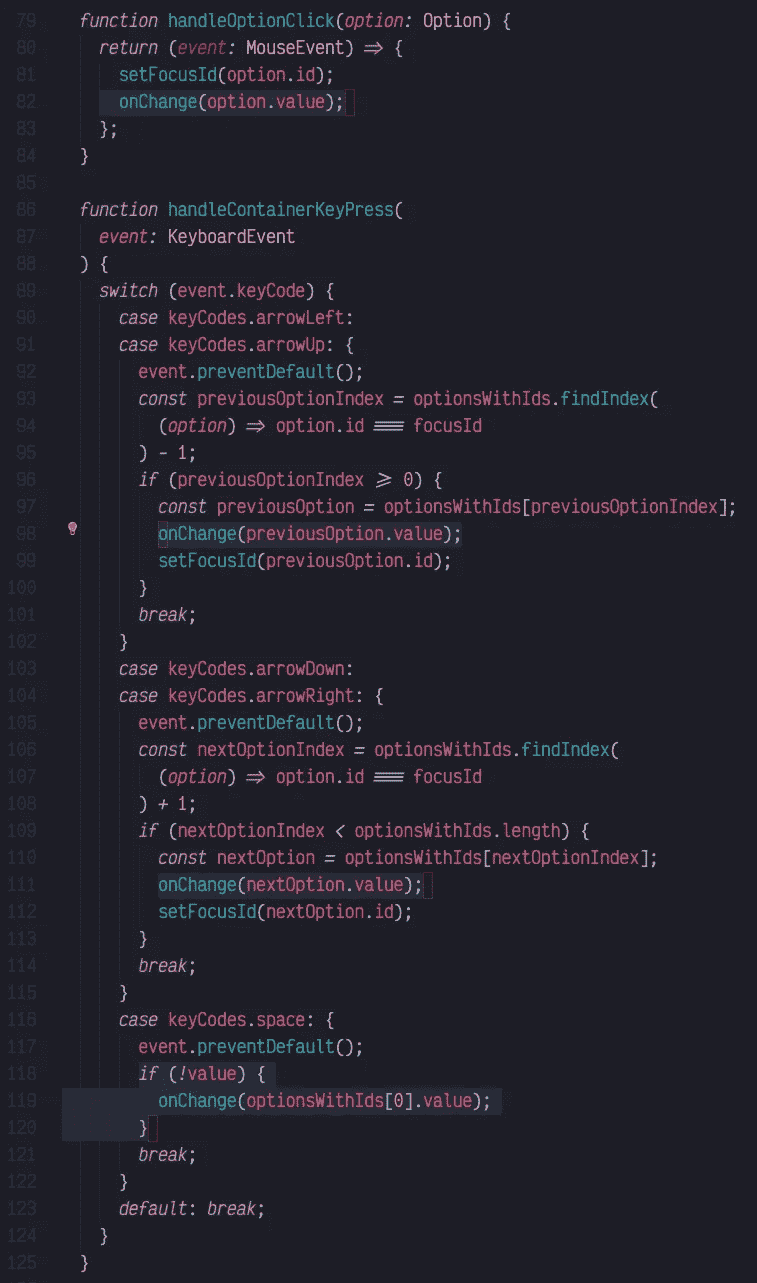 79 function handleOptionClick(option: Option) {
80 return (event: MouseEvent) => {
81 setFocusId(option.id);
82 onChange(option.value);
83 };
84 }
85
86 function handleContainerKeyPress(
87 event: KeyboardEvent
88 ) {
89 switch (event.keyCode) {
90 case keyCodes.arrowLeft:
91 case keyCodes.arrowUp: {
92 event.preventDefault();
93 const previousOptionIndex = optionsWithIds.findIndex(
94 (option) => option.id === focusId
95 ) - 1;
96 if (previousOptionIndex >= 0) {
97 const previousOption = optionsWithIds[previousOptionIndex];
98 onChange(previousOption.value);
99 setFocusId(previousOption.id);
100 }
101 break;
102 }
103 case keyCodes.arrowDown:
104 case keyCodes.arrowRight: {
105 event.preventDefault();
106 const nextOptionIndex = optionsWithIds.findIndex(
107 (option) => option.id === focusId
108 ) + 1;
109 if (nextOptionIndex < optionsWithIds.length) {
110 const nextOption = optionsWithIds[nextOptionIndex];
111 onChange(nextOption.value);
112 setFocusId(nextOption.id);
113 }
114 break;
115 }
116 case keyCodes.space: {
117 event.preventDefault();
118 if (!value) {
119 onChange(optionsWithIds[0].value);
120 }
121 break;
122 }
123 default: break;
124 }
125 }